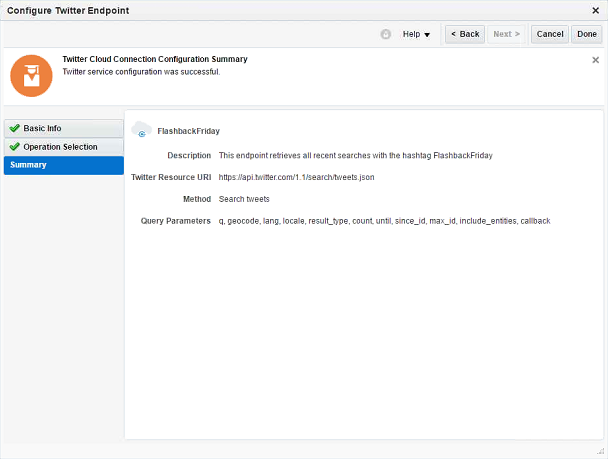 Configure Twitter Endpoint
Help
< Back
Next >
Cancel
Done
Twitter Cloud Connection Configuration Summary
Twitter service configuration was successful.
Basic Info
Operation Selection
Summary
FlashbackFriday
Description This endpoint retrieves all recent searches with the hashtag FlashbackFriday
Twitter Resource URI https://api.twitter.com/1.1/search/tweets.json
Method Search tweets
Query Parameters q, geocode, lang, locale, result_type, count, until, since_id, max_id, include_entities, callback